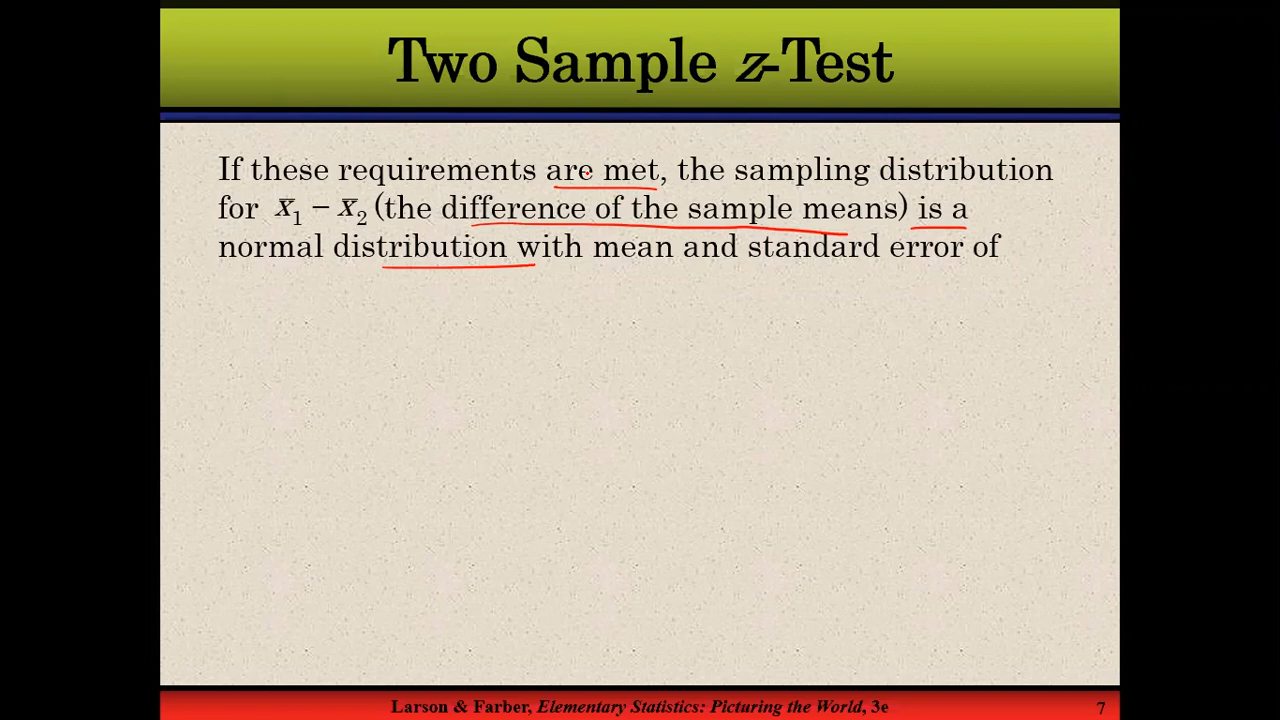 Two Sample z-Test
If these requirements are met, the sampling distribution
for x̄₁ − x̄₂ (the difference of the sample means) is a
normal distribution with mean and standard error of
Larson & Farber, Elementary Statistics: Picturing the World, 3e
7